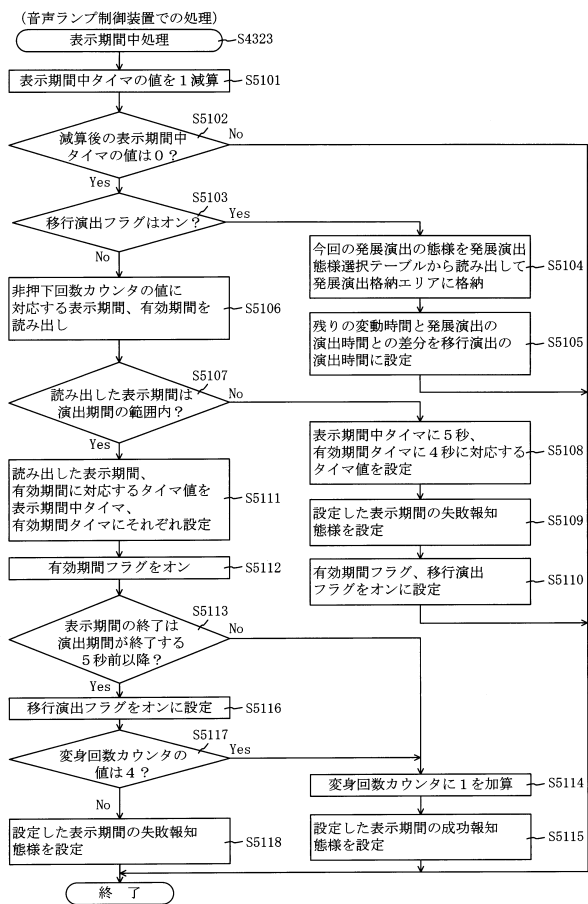 （音声ランプ制御装置での処理）
表示期間中処理
S4323
表示期間中タイマの値を１減算
S5101
減算後の表示期間中
タイマの値は０？
S5102
No
Yes
移行演出フラグはオン？
S5103
Yes
No
今回の発展演出の態様を発展演出
態様選択テーブルから読み出して
発展演出格納エリアに格納
S5104
非押下回数カウンタの値に
対応する表示期間、有効期間を
読み出し
S5106
残りの変動時間と発展演出の
演出時間との差分を移行演出の
演出時間に設定
S5105
読み出した表示期間は
演出期間の範囲内？
S5107
No
Yes
表示期間中タイマに５秒、
有効期間タイマに４秒に対応する
タイマ値を設定
S5108
読み出した表示期間、
有効期間に対応するタイマ値を
表示期間中タイマ、
有効期間タイマにそれぞれ設定
S5111
設定した表示期間の失敗報知
態様を設定
S5109
有効期間フラグをオン
S5112
有効期間フラグ、移行演出
フラグをオンに設定
S5110
表示期間の終了は
演出期間が終了する
５秒前以降？
S5113
No
Yes
移行演出フラグをオンに設定
S5116
変身回数カウンタの
値は４？
S5117
Yes
No
変身回数カウンタに１を加算
S5114
設定した表示期間の失敗報知
態様を設定
S5118
設定した表示期間の成功報知
態様を設定
S5115
終　了